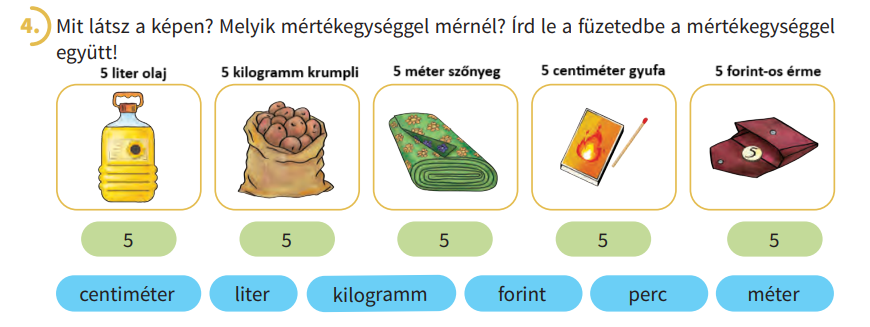 4. Mit látsz a képen? Melyik mértékegységgel mérnél? Írd le a füzetedbe a mértékegységgel
együtt!
5 liter olaj 5 kilogramm krumpli 5 méter szőnyeg 5 centiméter gyufa 5 forint-os érme
5
5 5 5 5 5
centiméter liter kilogramm forint perc méter